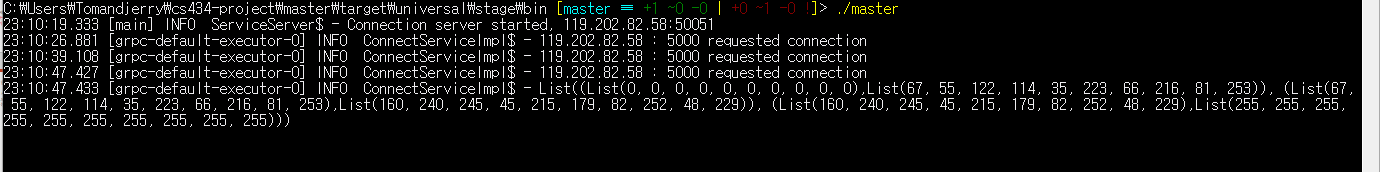 C:₩Users₩Tomandjerry₩cs434-project₩master₩target₩universal₩stage₩bin [master ≡ +1 ~0 -0 | +0 ~1 -0 !]> ./master
23:10:19.333 [main] INFO  ServiceServer$ - Connection server started, 119.202.82.58:50051
23:10:26.881 [grpc-default-executor-0] INFO  ConnectServiceImpl$ - 119.202.82.58 : 5000 requested connection
23:10:39.108 [grpc-default-executor-0] INFO  ConnectServiceImpl$ - 119.202.82.58 : 5000 requested connection
23:10:47.427 [grpc-default-executor-0] INFO  ConnectServiceImpl$ - 119.202.82.58 : 5000 requested connection
23:10:47.433 [grpc-default-executor-0] INFO  ConnectServiceImpl$ - List((List(0, 0, 0, 0, 0, 0, 0, 0, 0, 0),List(67, 55, 122, 114, 35, 223, 66, 216, 81, 253)), (List(67,
55, 122, 114, 35, 223, 66, 216, 81, 253),List(160, 240, 245, 45, 215, 179, 82, 252, 48, 229)), (List(160, 240, 245, 45, 215, 179, 82, 252, 48, 229),List(255, 255, 255,
255, 255, 255, 255, 255, 255, 255)))